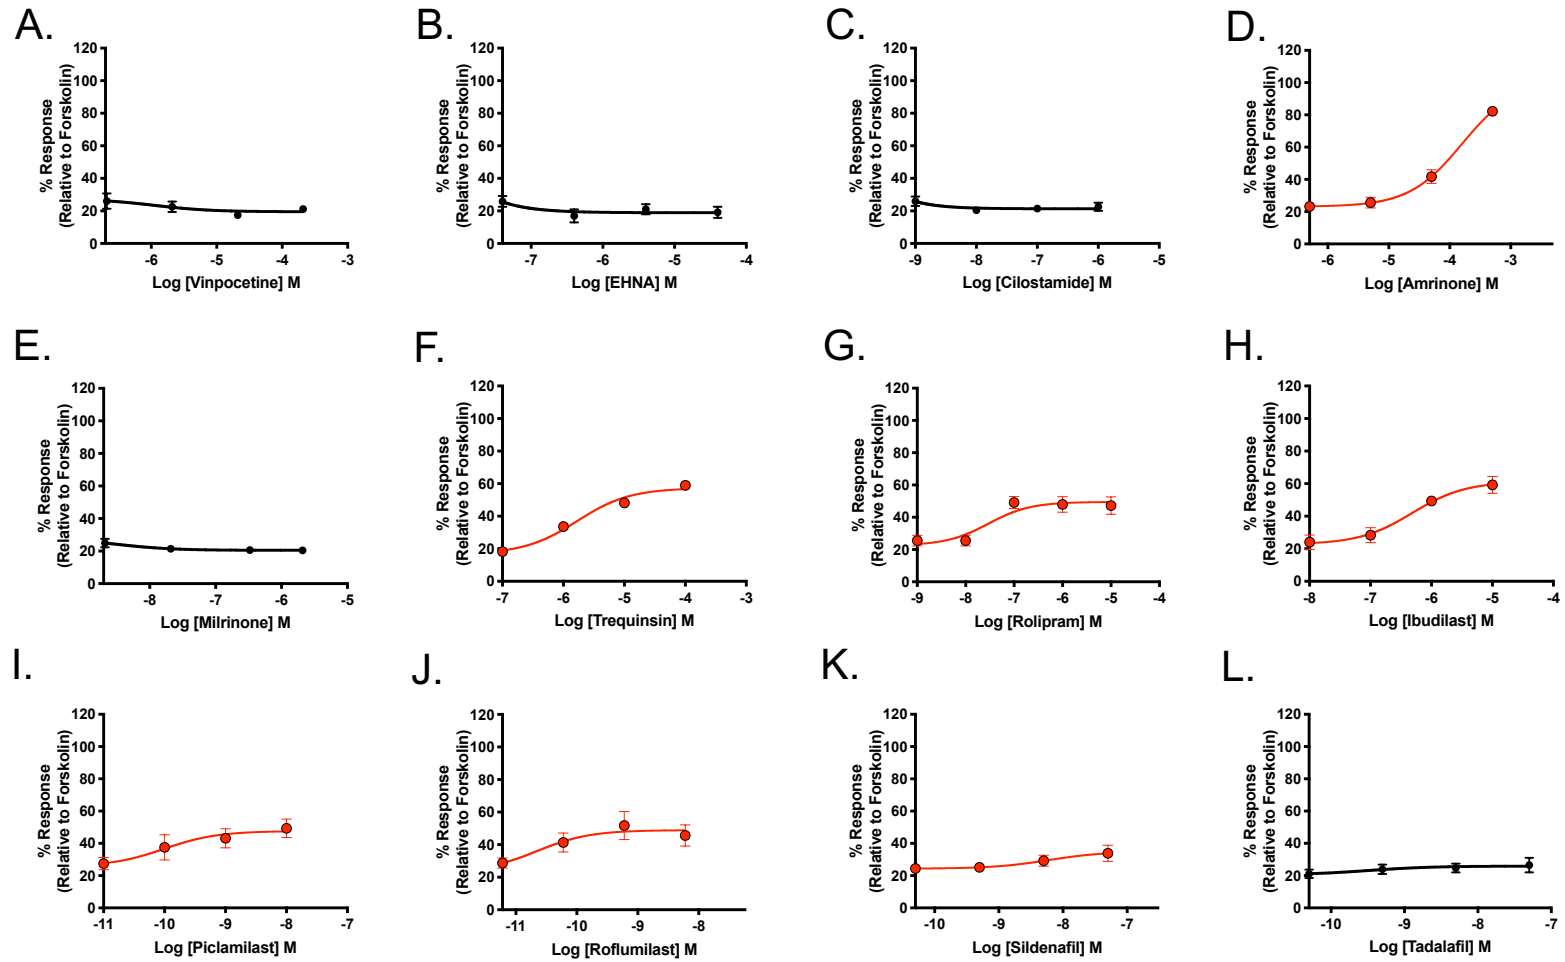 A.
% Response
(Relative to Forskolin)
120
100
80
60
40
20
0
-6 -5 -4 -3
Log [Vinpocetine] M
B.
% Response
(Relative to Forskolin)
120
100
80
60
40
20
0
-7 -6 -5 -4
Log [EHNA] M
C.
% Response
(Relative to Forskolin)
120
100
80
60
40
20
0
-9 -8 -7 -6 -5
Log [Cilostamide] M
D.
% Response
(Relative to Forskolin)
120
100
80
60
40
20
0
-6 -5 -4 -3
Log [Amrinone] M
E.
% Response
(Relative to Forskolin)
120
100
80
60
40
20
0
-8 -7 -6 -5
Log [Milrinone] M
F.
% Response
(Relative to Forskolin)
120
100
80
60
40
20
0
-7 -6 -5 -4 -3
Log [Trequinsin] M
G.
% Response
(Relative to Forskolin)
120
100
80
60
40
20
0
-9 -8 -7 -6 -5 -4
Log [Rolipram] M
H.
% Response
(Relative to Forskolin)
120
100
80
60
40
20
0
-8 -7 -6 -5 -4
Log [Ibudilast] M
I.
% Response
(Relative to Forskolin)
120
100
80
60
40
20
0
-11 -10 -9 -8 -7
Log [Piclamilast] M
J.
% Response
(Relative to Forskolin)
120
100
80
60
40
20
0
-11 -10 -9 -8
Log [Roflumilast] M
K.
% Response
(Relative to Forskolin)
120
100
80
60
40
20
0
-10 -9 -8 -7
Log [Sildenafil] M
L.
% Response
(Relative to Forskolin)
120
100
80
60
40
20
0
-10 -9 -8 -7
Log [Tadalafil] M